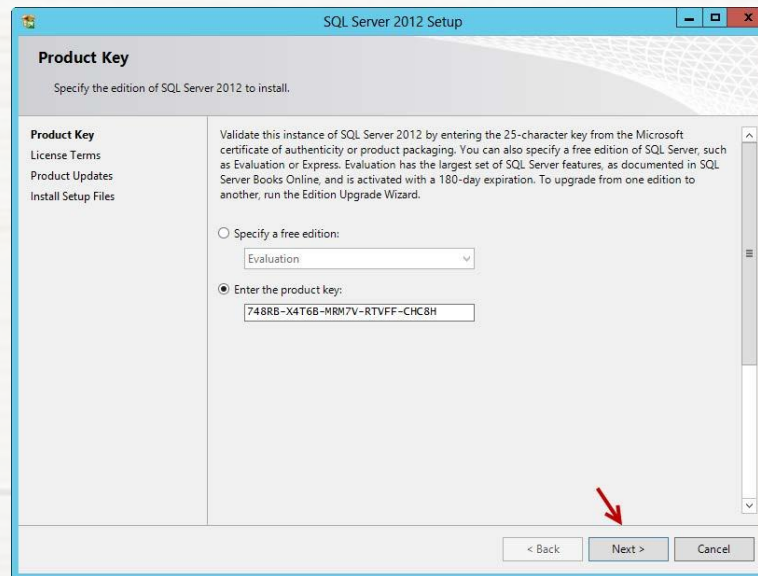 SQL Server 2012 Setup
Product Key
Specify the edition of SQL Server 2012 to install.
Product Key
License Terms
Product Updates
Install Setup Files
Validate this instance of SQL Server 2012 by entering the 25-character key from the Microsoft
certificate of authenticity or product packaging. You can also specify a free edition of SQL Server, such
as Evaluation or Express. Evaluation has the largest set of SQL Server features, as documented in SQL
Server Books Online, and is activated with a 180-day expiration. To upgrade from one edition to
another, run the Edition Upgrade Wizard.
Specify a free edition:
Evaluation
Enter the product key:
748RB-X4T6B-MRM7V-RTVFF-CHC8H
< Back
Next >
Cancel